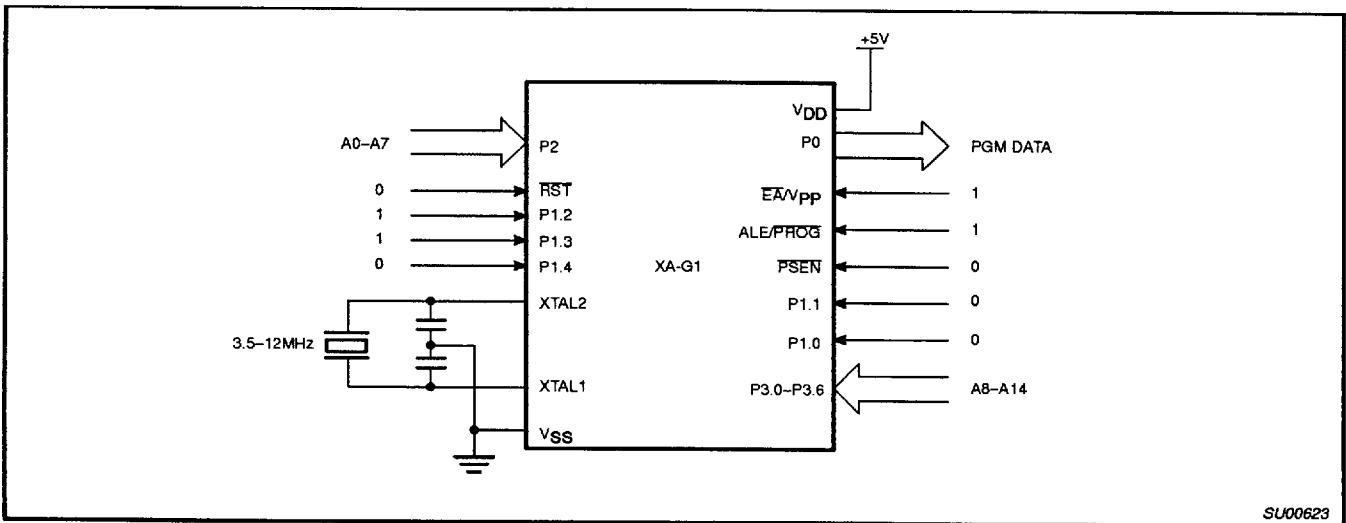 +5V
VDD
A0–A7
P2
P0
PGM DATA
0
RST
EA/VPP
1
1
P1.2
ALE/PROG
1
1
P1.3
0
P1.4
XA-G1
PSEN
0
XTAL2
P1.1
0
3.5–12MHz
P1.0
0
XTAL1
P3.0–P3.6
A8–A14
VSS
SU00623